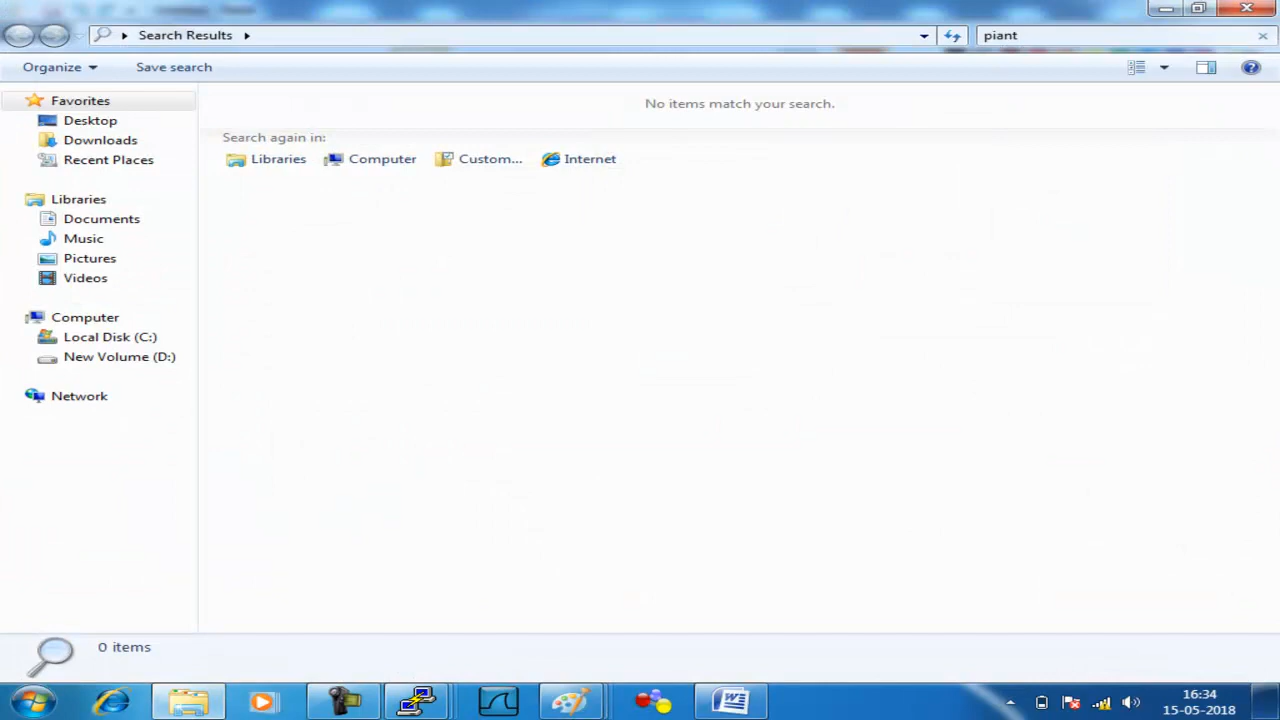 Search Results
piant
Organize
Save search
Favorites
Desktop
Downloads
Recent Places
Libraries
Documents
Music
Pictures
Videos
Computer
Local Disk (C:)
New Volume (D:)
Network
No items match your search.
Search again in:
Libraries
Computer
Custom...
Internet
0 items
16:34
15-05-2018